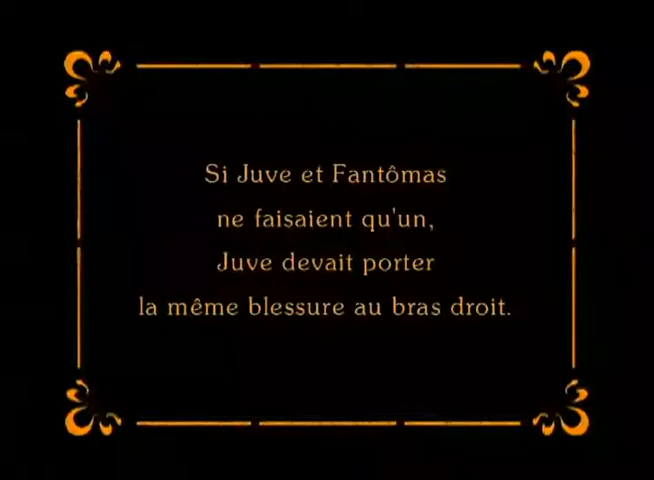 Si Juve et Fantômas
ne faisaient qu'un,
Juve devait porter
la même blessure au bras droit.